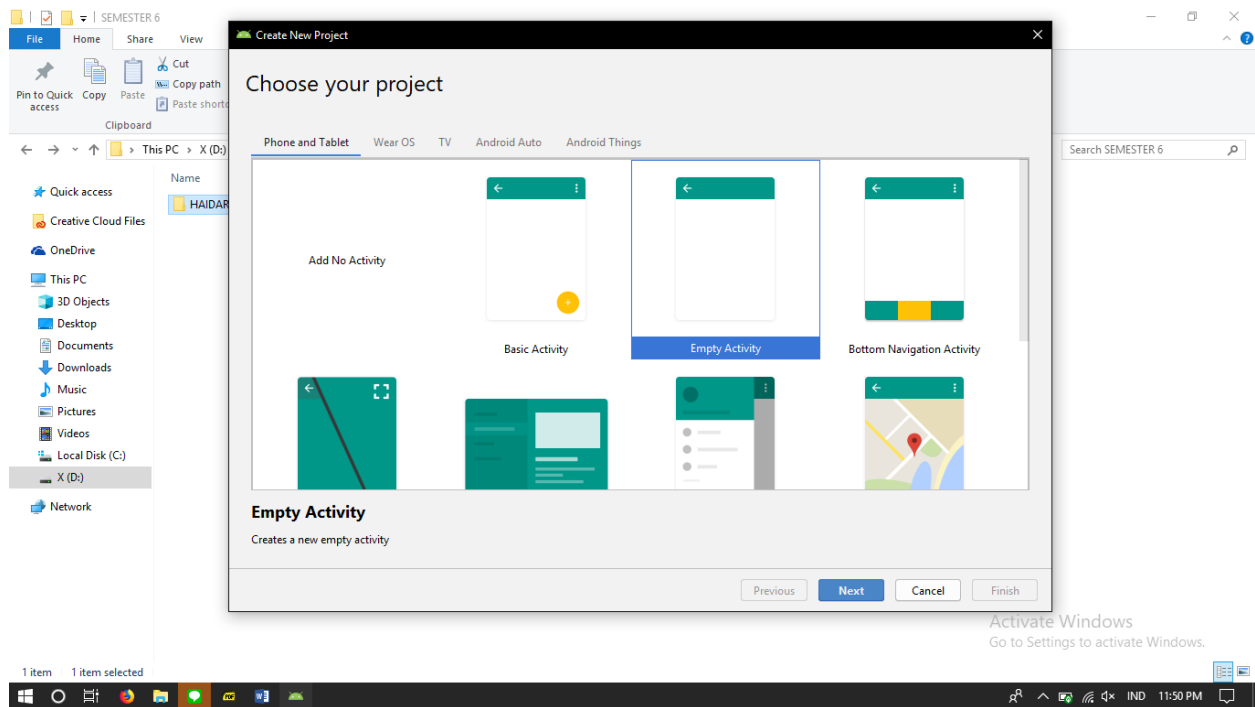 SEMESTER 6
File Home Share View
Pin to Quick access
Copy
Paste
Cut
Copy path
Paste shortc
Clipboard
This PC > X (D:)
Search SEMESTER 6
Quick access
Creative Cloud Files
OneDrive
This PC
3D Objects
Desktop
Documents
Downloads
Music
Pictures
Videos
Local Disk (C:)
X (D:)
Network
Name
HAIDAR
1 item 1 item selected
Create New Project
Choose your project
Phone and Tablet Wear OS TV Android Auto Android Things
Add No Activity
Basic Activity
Empty Activity
Bottom Navigation Activity
Empty Activity
Creates a new empty activity
Previous Next Cancel Finish
Activate Windows
Go to Settings to activate Windows.
PDF
IND 11:50 PM